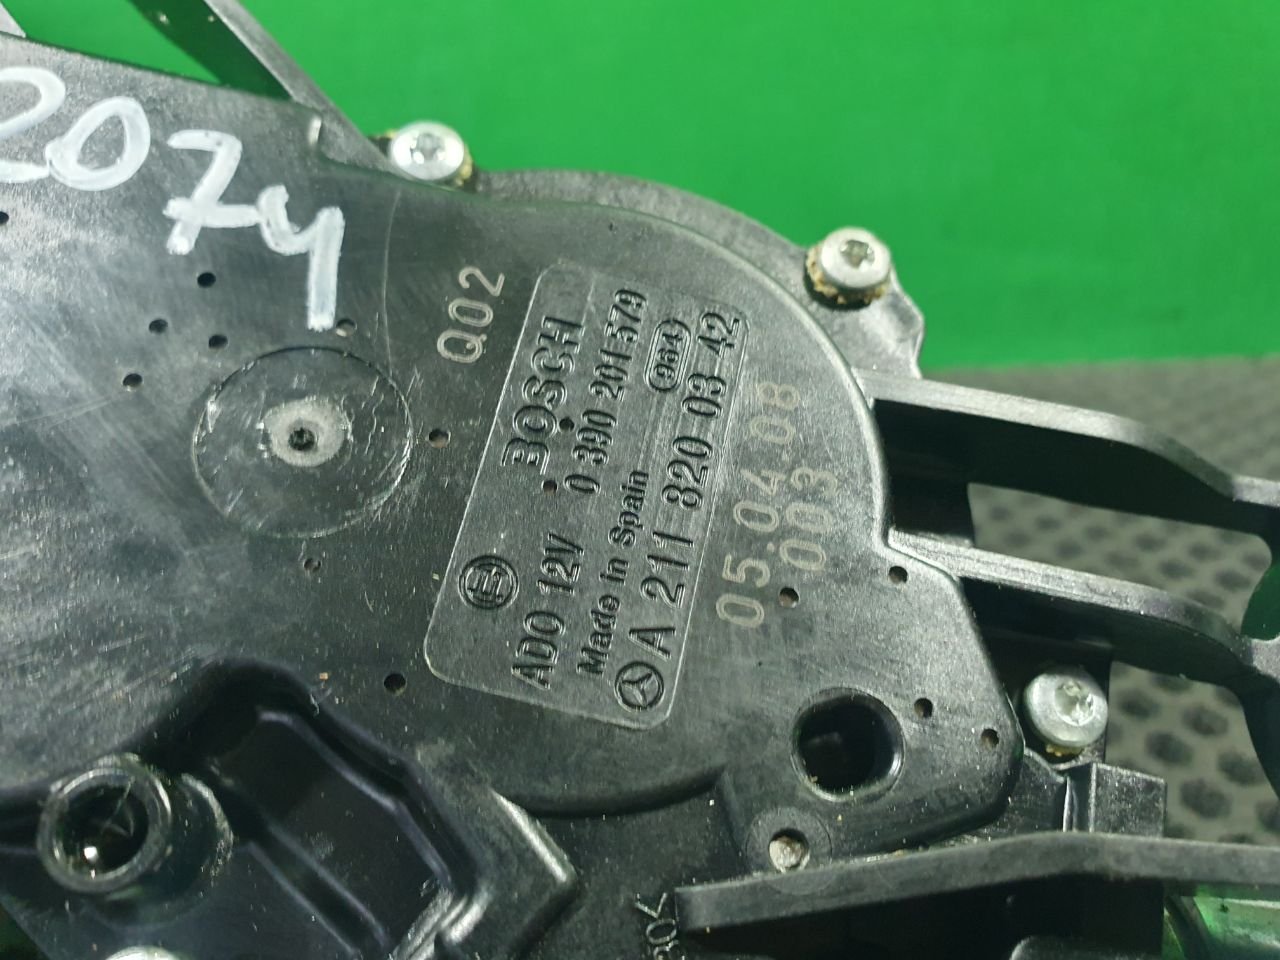 2074
Q02
BOSCH
0 390 201 579
ADO 12V
964
Made in Spain
A 211 820 03 42
05.04.08
003